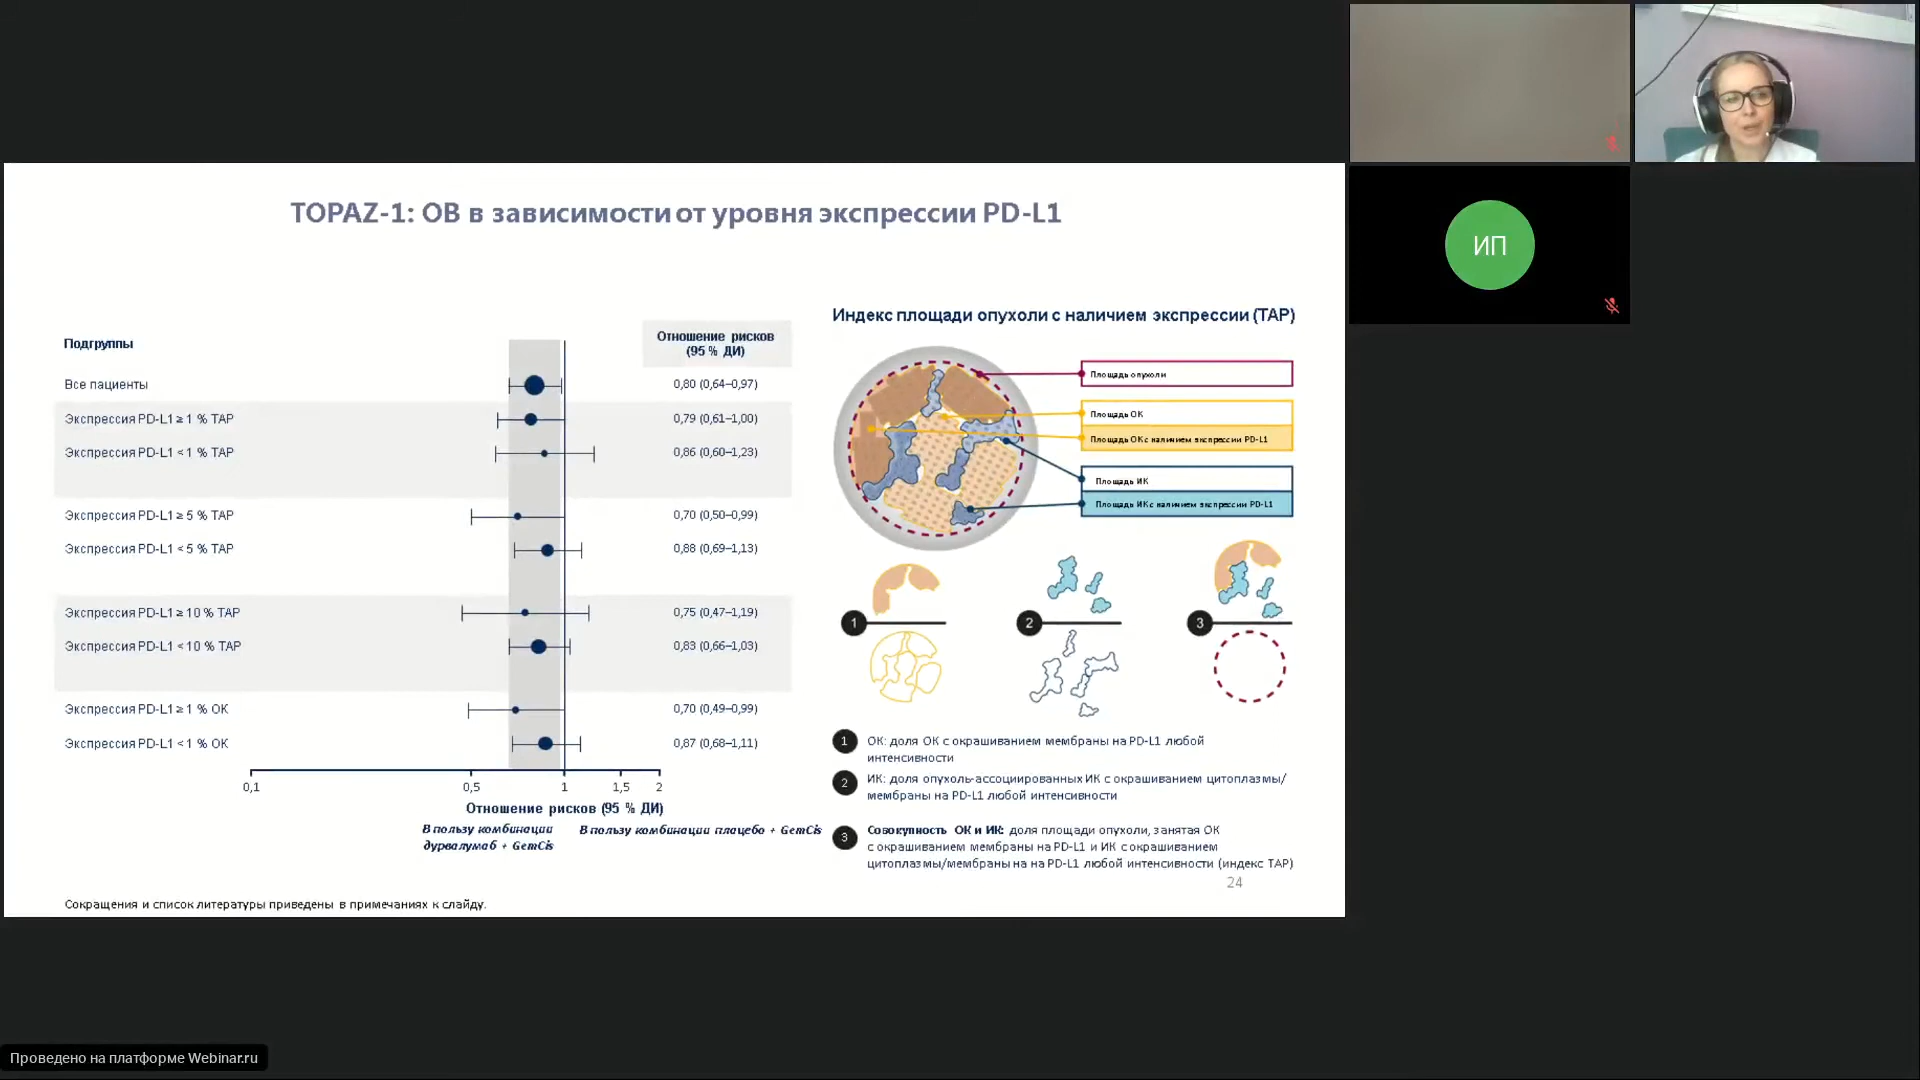 TOPAZ-1: ОВ в зависимости от уровня экспрессии PD-L1
Подгруппы
Отношение рисков
(95 % ДИ)
Все пациенты
0,80 (0,64–0,97)
Экспрессия PD-L1 ≥ 1 % TAP
0,79 (0,61–1,00)
Экспрессия PD-L1 < 1 % TAP
0,86 (0,60–1,23)
Экспрессия PD-L1 ≥ 5 % TAP
0,70 (0,50–0,99)
Экспрессия PD-L1 < 5 % TAP
0,88 (0,69–1,13)
Экспрессия PD-L1 ≥ 10 % TAP
0,75 (0,47–1,19)
Экспрессия PD-L1 < 10 % TAP
0,83 (0,66–1,03)
Экспрессия PD-L1 ≥ 1 % ОК
0,70 (0,49–0,99)
Экспрессия PD-L1 < 1 % ОК
0,87 (0,68–1,11)
0,1 0,5 1 1,5 2
Отношение рисков (95 % ДИ)
В пользу комбинации
дурвалумаб + GemCis
В пользу комбинации плацебо + GemCis
Сокращения и список литературы приведены в примечаниях к слайду.
Индекс площади опухоли с наличием экспрессии (TAP)
Площадь опухоли
Площадь ОК
Площадь ОК с наличием экспрессии PD-L1
Площадь ИК
Площадь ИК с наличием экспрессии PD-L1
1
2
3
1 ОК: доля ОК с окрашиванием мембраны на PD-L1 любой
интенсивности
2 ИК: доля опухоль-ассоциированных ИК с окрашиванием цитоплазмы/
мембраны на PD-L1 любой интенсивности
3 Совокупность ОК и ИК: доля площади опухоли, занятая ОК
с окрашиванием мембраны на PD-L1 и ИК с окрашиванием
цитоплазмы/мембраны на на PD-L1 любой интенсивности (индекс TAP)
24
ИП
Проведено на платформе Webinar.ru